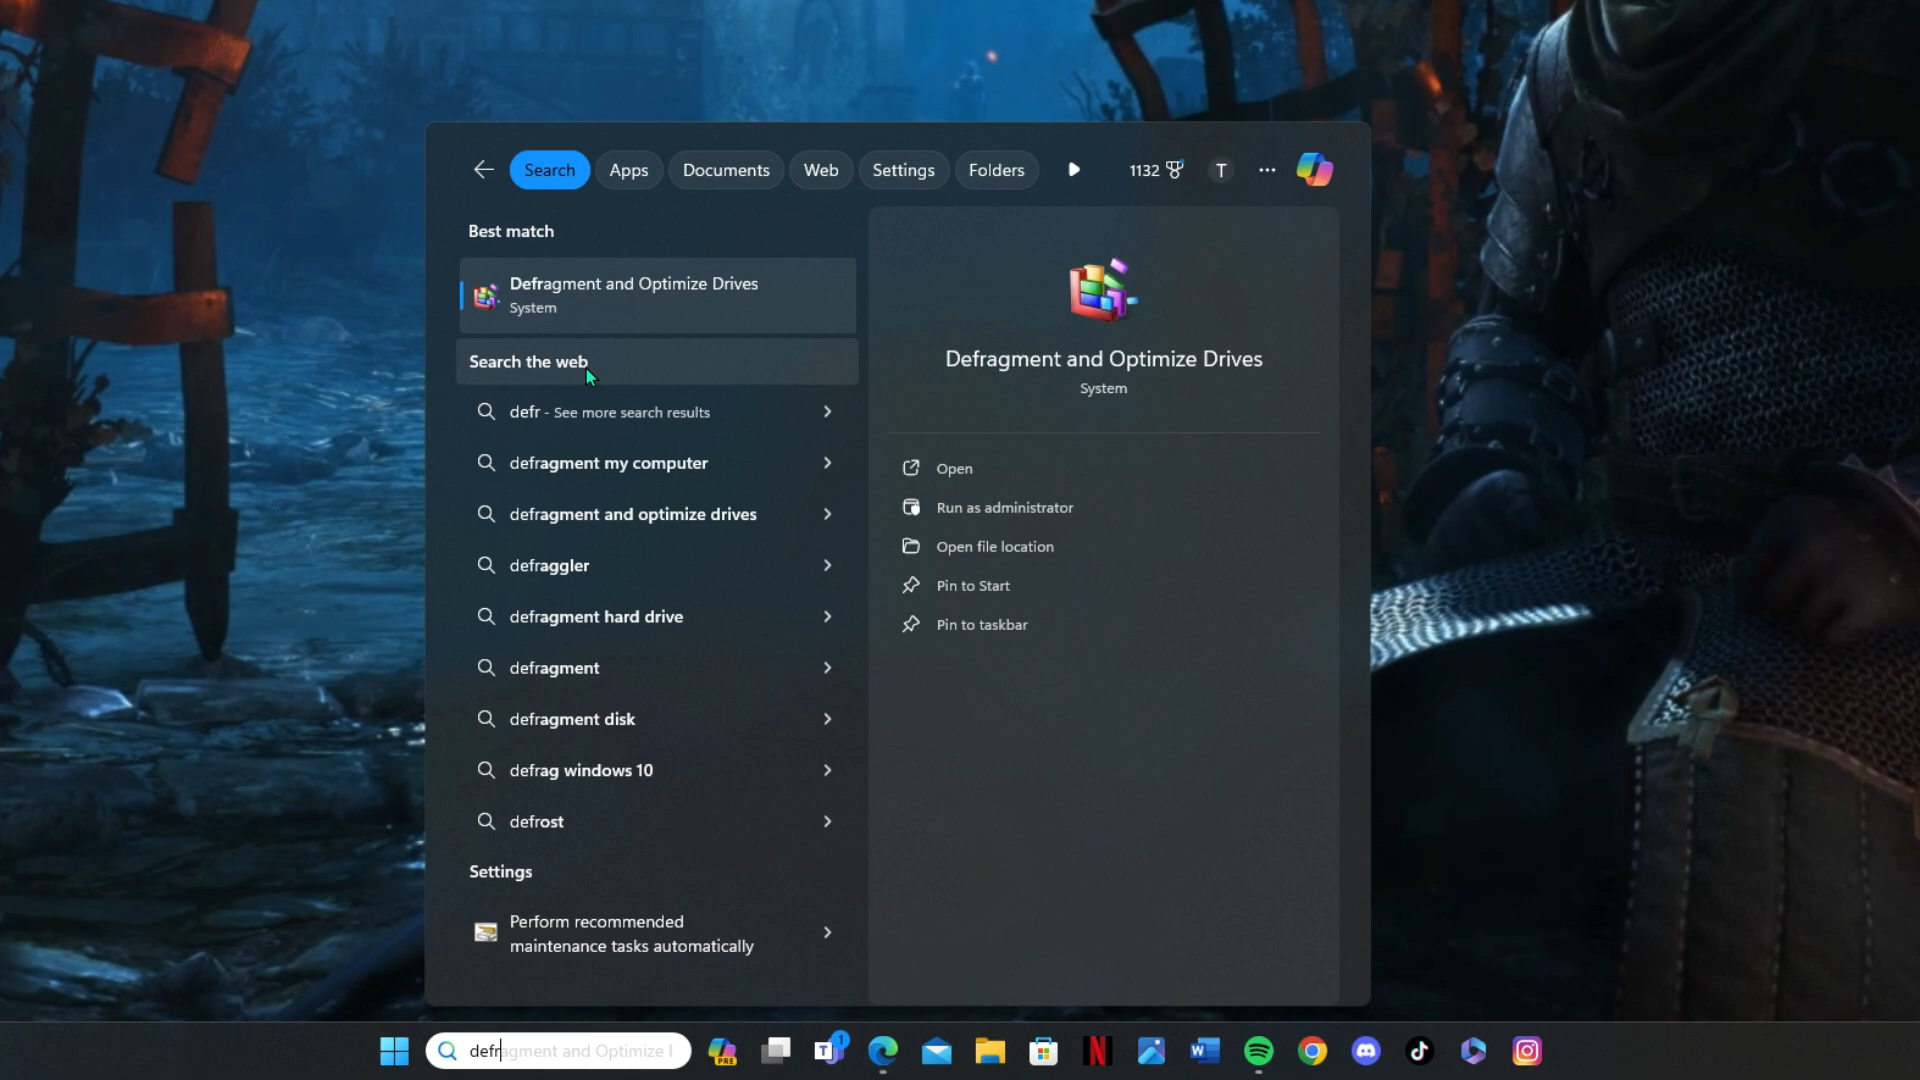 Search Apps Documents Web Settings Folders 1132 T
Best match
Defragment and Optimize Drives
System
Search the web
defr - See more search results
defragment my computer
defragment and optimize drives
defraggler
defragment hard drive
defragment
defragment disk
defrag windows 10
defrost
Settings
Perform recommended
maintenance tasks automatically
Defragment and Optimize Drives
System
Open
Run as administrator
Open file location
Pin to Start
Pin to taskbar
defragment and Optimize
PRE
T
1
N
W